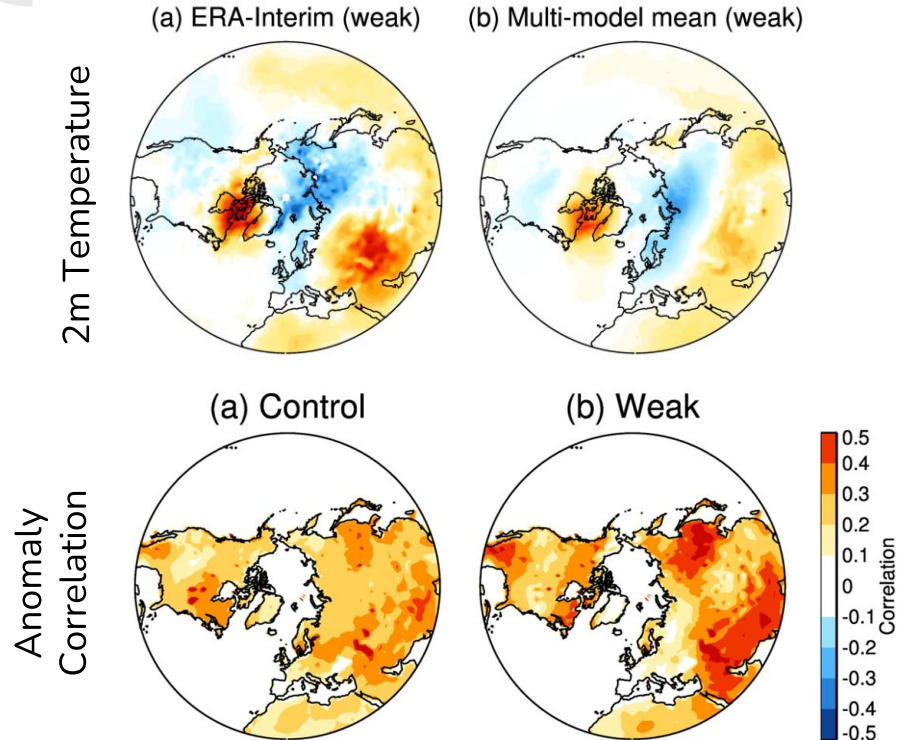 (a) ERA-Interim (weak)
(b) Multi-model mean (weak)
2m Temperature
(a) Control
(b) Weak
Anomaly
Correlation
0.5
0.4
0.3
0.2
0.1
0
-0.1
-0.2
-0.3
-0.4
-0.5
Correlation